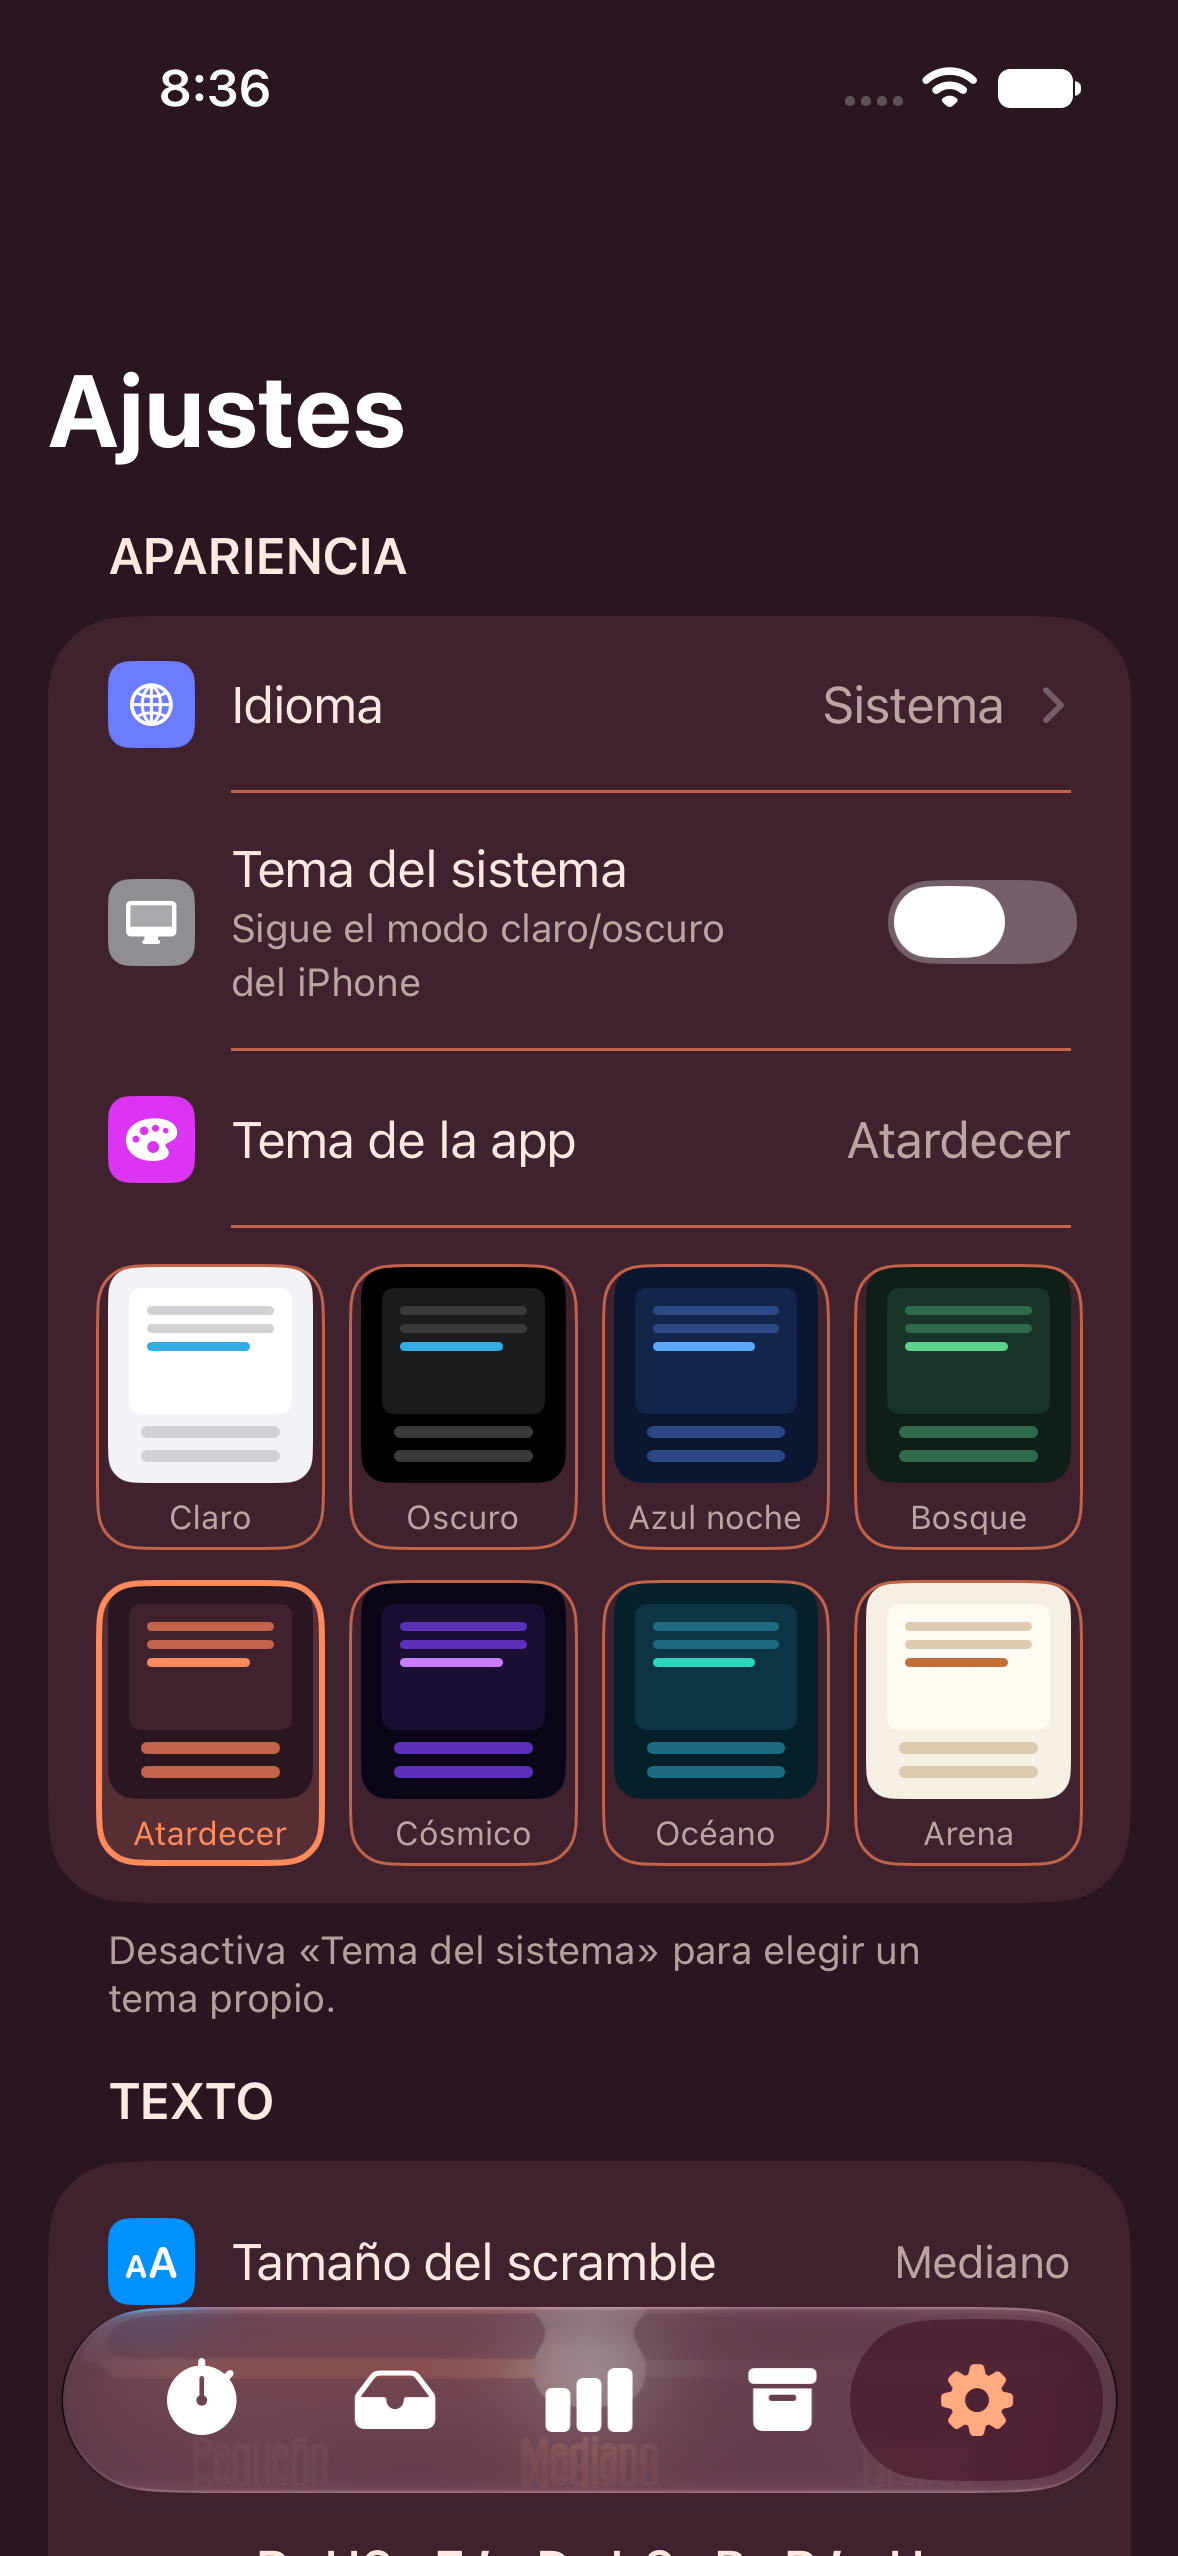 8:36
Ajustes
APARIENCIA
Idioma
Sistema
Tema del sistema
Sigue el modo claro/oscuro
del iPhone
Tema de la app
Atardecer
Claro
Oscuro
Azul noche
Bosque
Atardecer
Cósmico
Océano
Arena
Desactiva «Tema del sistema» para elegir un
tema propio.
TEXTO
AA
Tamaño del scramble
Mediano
Pequeño
Mediano